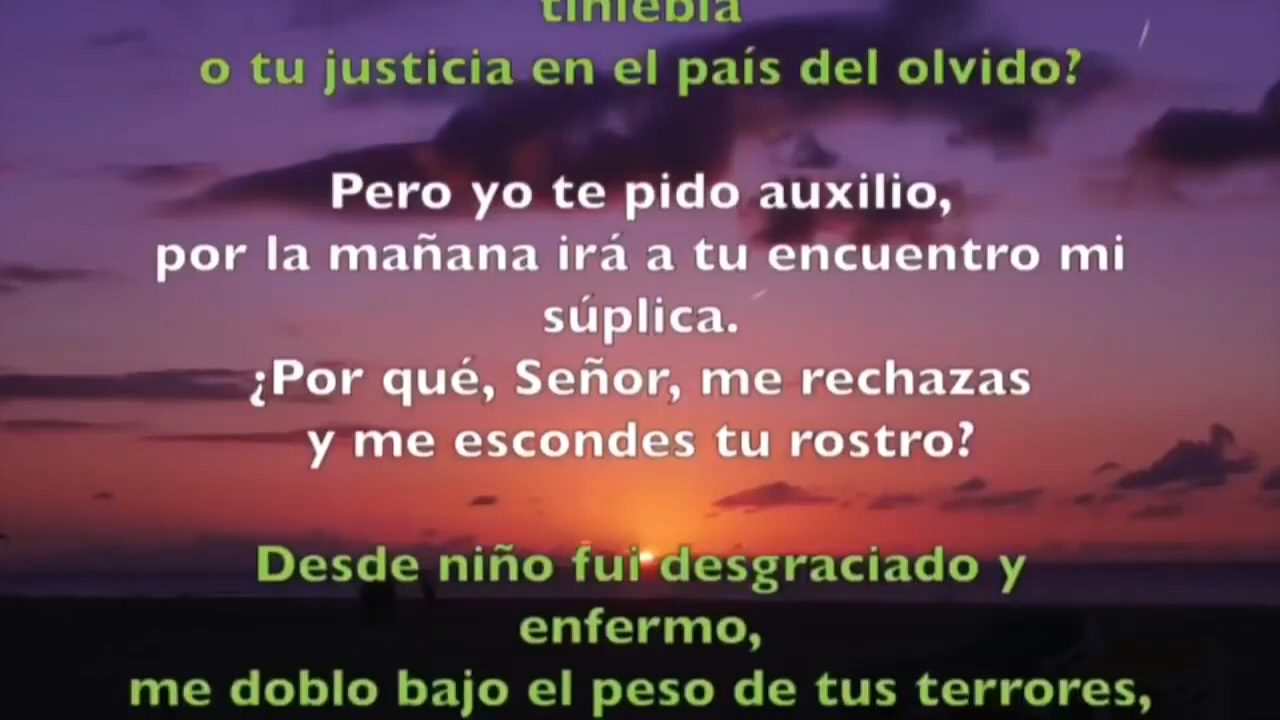 tiniebla
o tu justicia en el país del olvido?
Pero yo te pido auxilio,
por la mañana irá a tu encuentro mi
súplica.
¿Por qué, Señor, me rechazas
y me escondes tu rostro?
Desde niño fui desgraciado y
enfermo,
me doblo bajo el peso de tus terrores,